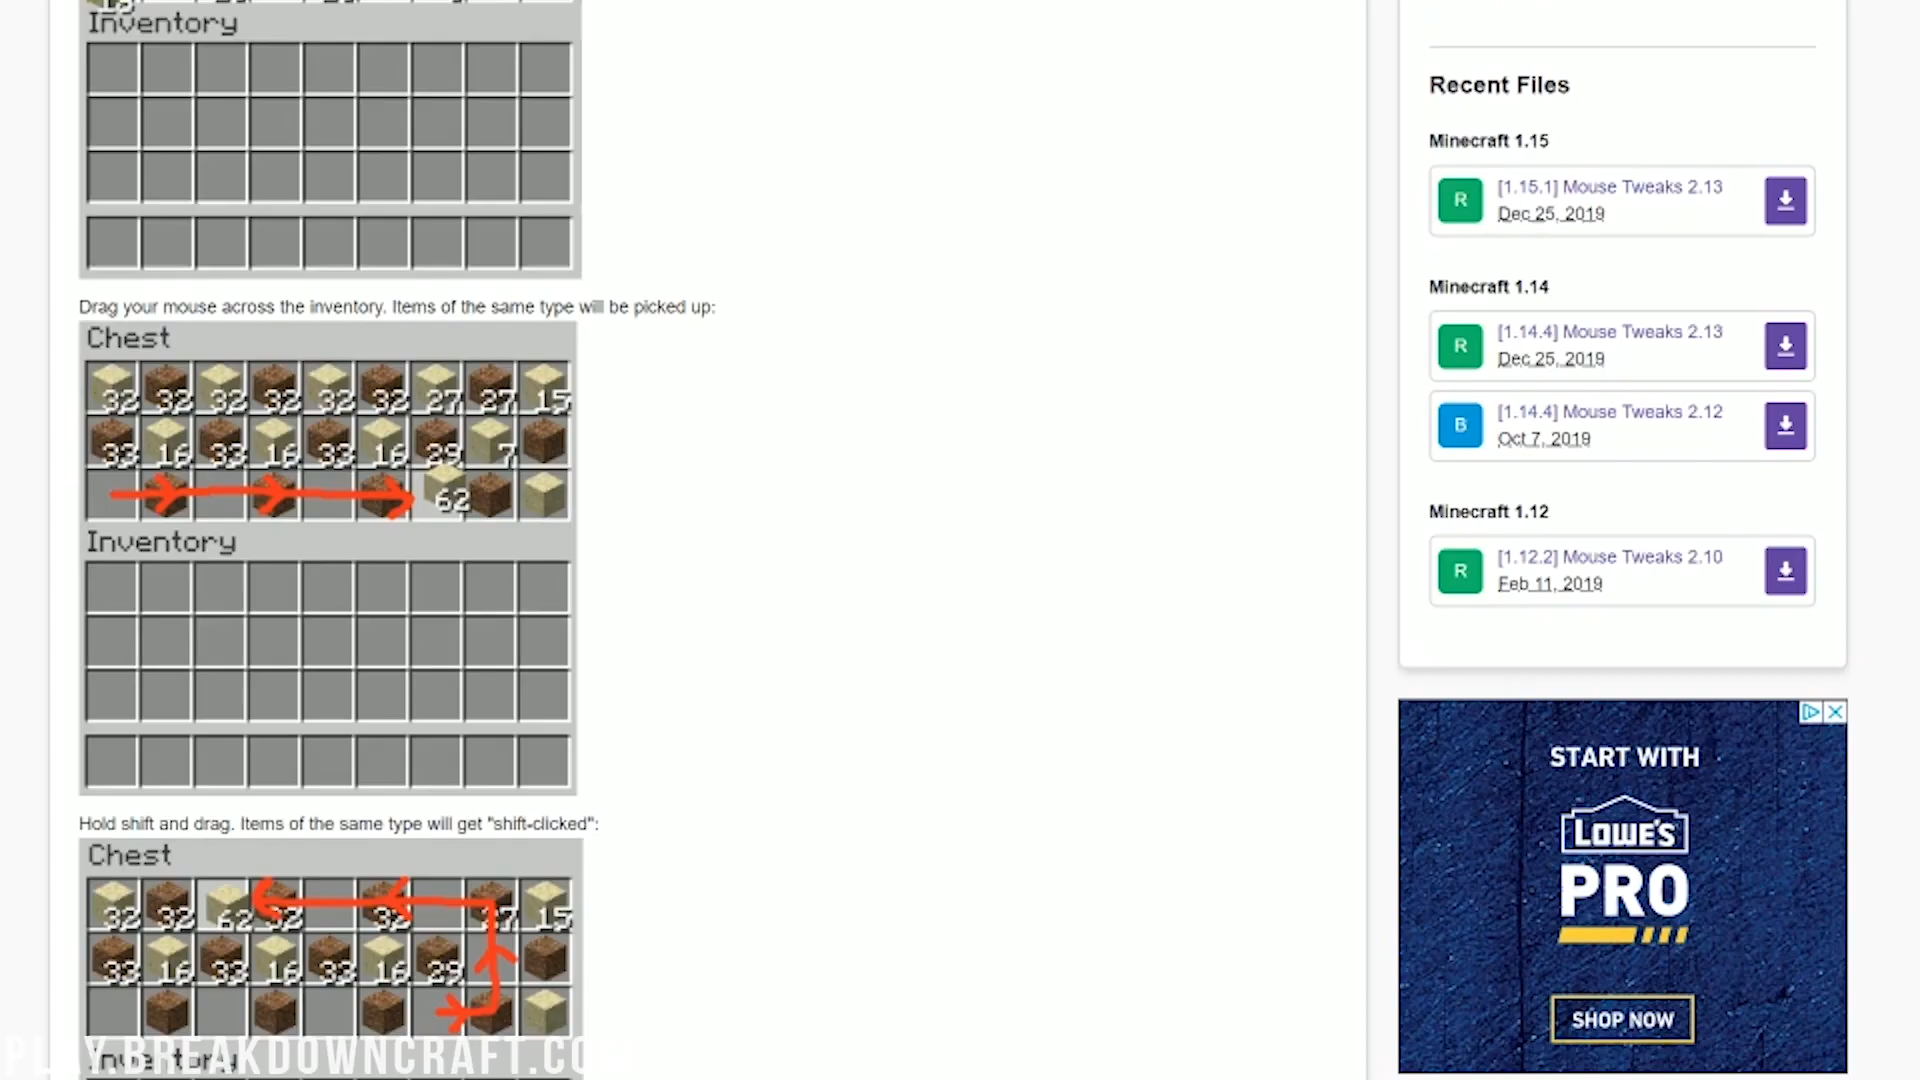 Inventory
Drag your mouse across the inventory. Items of the same type will be picked up:
Chest
32 32 32 32 32 32 27 27 15
33 16 33 16 33 16 29 7
62
Inventory
Hold shift and drag. Items of the same type will get "shift-clicked":
Chest
32 32 62 32 32 27 15
33 16 33 16 33 16 29
Inventory
PLAY.BREAKDOWNCRAFT.COM
Recent Files
Minecraft 1.15
R
[1.15.1] Mouse Tweaks 2.13
Dec 25, 2019
Minecraft 1.14
R
[1.14.4] Mouse Tweaks 2.13
Dec 25, 2019
B
[1.14.4] Mouse Tweaks 2.12
Oct 7, 2019
Minecraft 1.12
R
[1.12.2] Mouse Tweaks 2.10
Feb 11, 2019
START WITH
LOWE'S
PRO
SHOP NOW